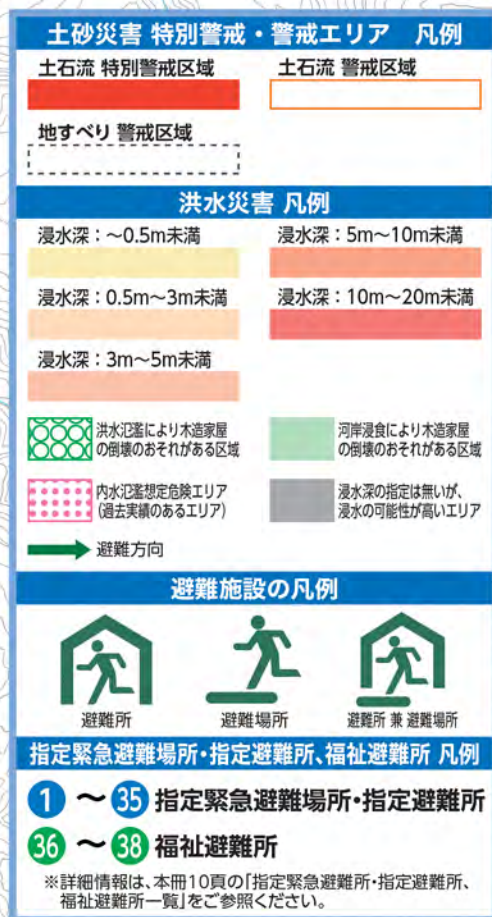 土砂災害 特別警戒・警戒エリア　凡例
土石流 特別警戒区域
土石流 警戒区域
地すべり 警戒区域
洪水災害 凡例
浸水深：～0.5m未満
浸水深：5m～10m未満
浸水深：0.5m～3m未満
浸水深：10m～20m未満
浸水深：3m～5m未満
洪水氾濫により木造家屋
の倒壊のおそれがある区域
河岸浸食により木造家屋
の倒壊のおそれがある区域
内水氾濫想定危険エリア
(過去実績のあるエリア)
浸水深の指定は無いが、
浸水の可能性が高いエリア
避難方向
避難施設の凡例
避難所
避難場所
避難所 兼 避難場所
指定緊急避難場所・指定避難所、福祉避難所 凡例
1 ～ 35 指定緊急避難場所・指定避難所
36 ～ 38 福祉避難所
※詳細情報は、本冊10頁の「指定緊急避難所・指定避難所、
福祉避難所一覧」をご参照ください。